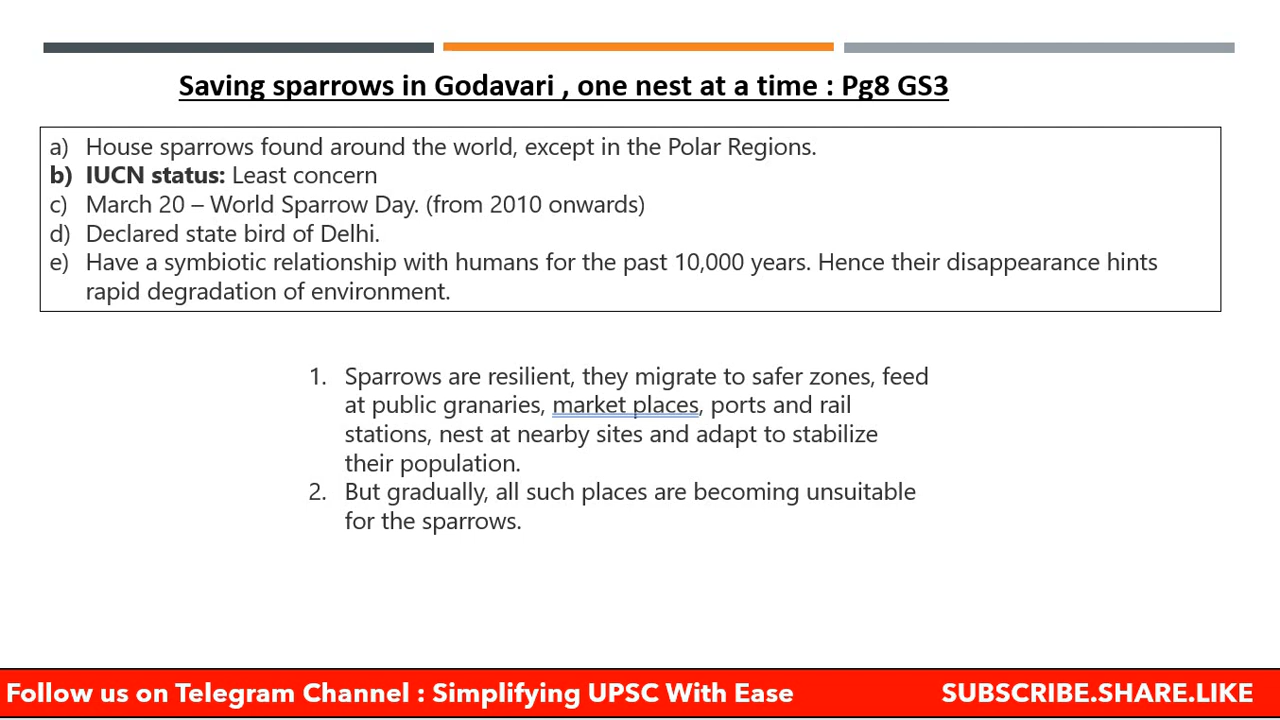 Saving sparrows in Godavari , one nest at a time : Pg8 GS3
a) House sparrows found around the world, except in the Polar Regions.
b) IUCN status: Least concern
c) March 20 – World Sparrow Day. (from 2010 onwards)
d) Declared state bird of Delhi.
e) Have a symbiotic relationship with humans for the past 10,000 years. Hence their disappearance hints
rapid degradation of environment.
1. Sparrows are resilient, they migrate to safer zones, feed
at public granaries, market places, ports and rail
stations, nest at nearby sites and adapt to stabilize
their population.
2. But gradually, all such places are becoming unsuitable
for the sparrows.
Follow us on Telegram Channel : Simplifying UPSC With Ease SUBSCRIBE.SHARE.LIKE